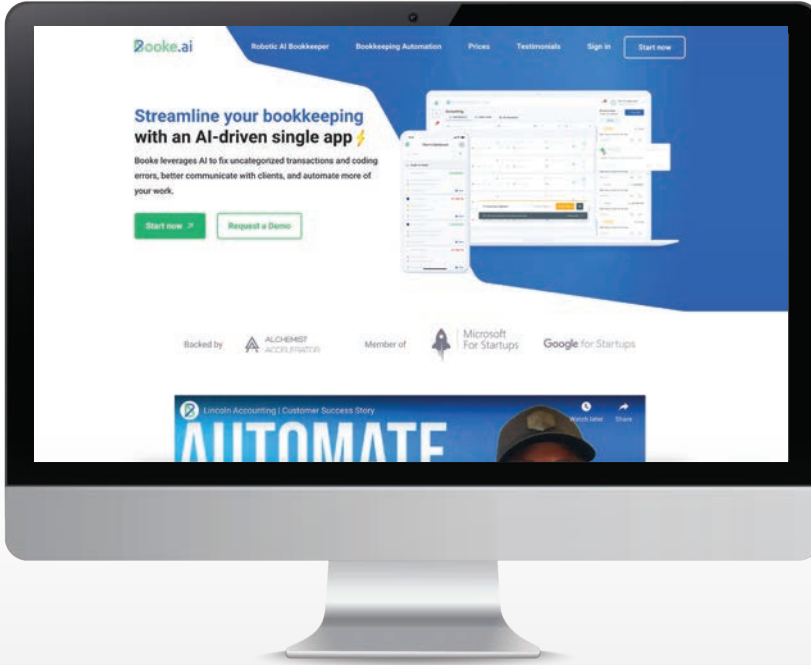 Booke.ai
Robotic AI Bookkeeper
Bookkeeping Automation
Prices
Testimonials
Sign in
Start now
Streamline your bookkeeping
with an AI-driven single app
Booke leverages AI to fix uncategorized transactions and coding
errors, better communicate with clients, and automate more of
your work.
Start now
Request a Demo
Backed by
ALCHEMIST
ACCELERATOR
Member of
Microsoft
For Startups
Google for Startups
Lincoln Accounting | Customer Success Story
Watch later
Share
AUTOMATE